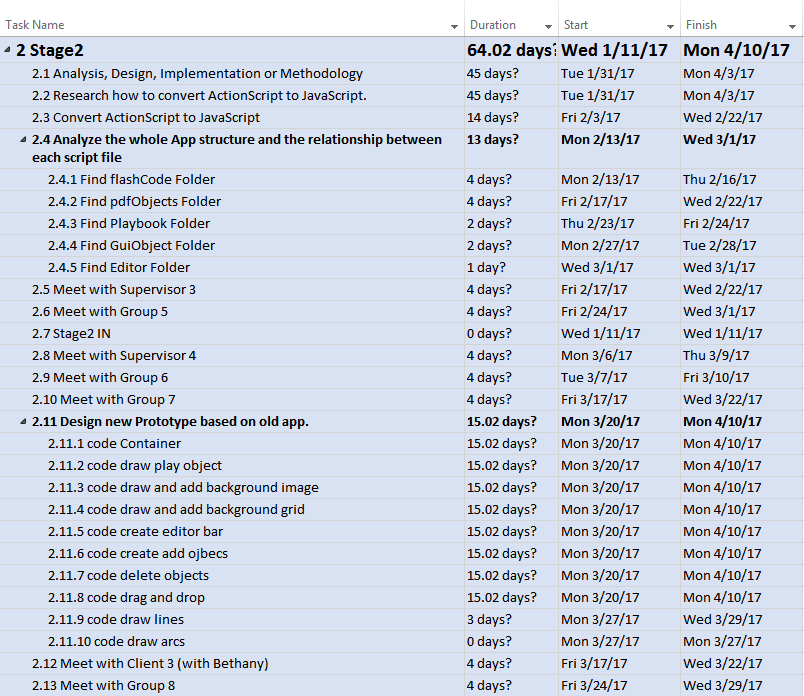 Task Name Duration Start Finish
2 Stage2 64.02 days? Wed 1/11/17 Mon 4/10/17
2.1 Analysis, Design, Implementation or Methodology 45 days? Tue 1/31/17 Mon 4/3/17
2.2 Research how to convert ActionScript to JavaScript. 45 days? Tue 1/31/17 Mon 4/3/17
2.3 Convert ActionScript to JavaScript 14 days? Fri 2/3/17 Wed 2/22/17
2.4 Analyze the whole App structure and the relationship between 13 days? Mon 2/13/17 Wed 3/1/17
each script file
2.4.1 Find flashCode Folder 4 days? Mon 2/13/17 Thu 2/16/17
2.4.2 Find pdfObjects Folder 4 days? Fri 2/17/17 Wed 2/22/17
2.4.3 Find Playbook Folder 2 days? Thu 2/23/17 Fri 2/24/17
2.4.4 Find GuiObject Folder 2 days? Mon 2/27/17 Tue 2/28/17
2.4.5 Find Editor Folder 1 day? Wed 3/1/17 Wed 3/1/17
2.5 Meet with Supervisor 3 4 days? Fri 2/17/17 Wed 2/22/17
2.6 Meet with Group 5 4 days? Fri 2/24/17 Wed 3/1/17
2.7 Stage2 IN 0 days? Wed 1/11/17 Wed 1/11/17
2.8 Meet with Supervisor 4 4 days? Mon 3/6/17 Thu 3/9/17
2.9 Meet with Group 6 4 days? Tue 3/7/17 Fri 3/10/17
2.10 Meet with Group 7 4 days? Fri 3/17/17 Wed 3/22/17
2.11 Design new Prototype based on old app. 15.02 days? Mon 3/20/17 Mon 4/10/17
2.11.1 code Container 15.02 days? Mon 3/20/17 Mon 4/10/17
2.11.2 code draw play object 15.02 days? Mon 3/20/17 Mon 4/10/17
2.11.3 code draw and add background image 15.02 days? Mon 3/20/17 Mon 4/10/17
2.11.4 code draw and add background grid 15.02 days? Mon 3/20/17 Mon 4/10/17
2.11.5 code create editor bar 15.02 days? Mon 3/20/17 Mon 4/10/17
2.11.6 code create add ojbecs 15.02 days? Mon 3/20/17 Mon 4/10/17
2.11.7 code delete objects 15.02 days? Mon 3/20/17 Mon 4/10/17
2.11.8 code drag and drop 15.02 days? Mon 3/20/17 Mon 4/10/17
2.11.9 code draw lines 3 days? Mon 3/27/17 Wed 3/29/17
2.11.10 code draw arcs 0 days? Mon 3/27/17 Mon 3/27/17
2.12 Meet with Client 3 (with Bethany) 4 days? Fri 3/17/17 Wed 3/22/17
2.13 Meet with Group 8 4 days? Fri 3/24/17 Wed 3/29/17